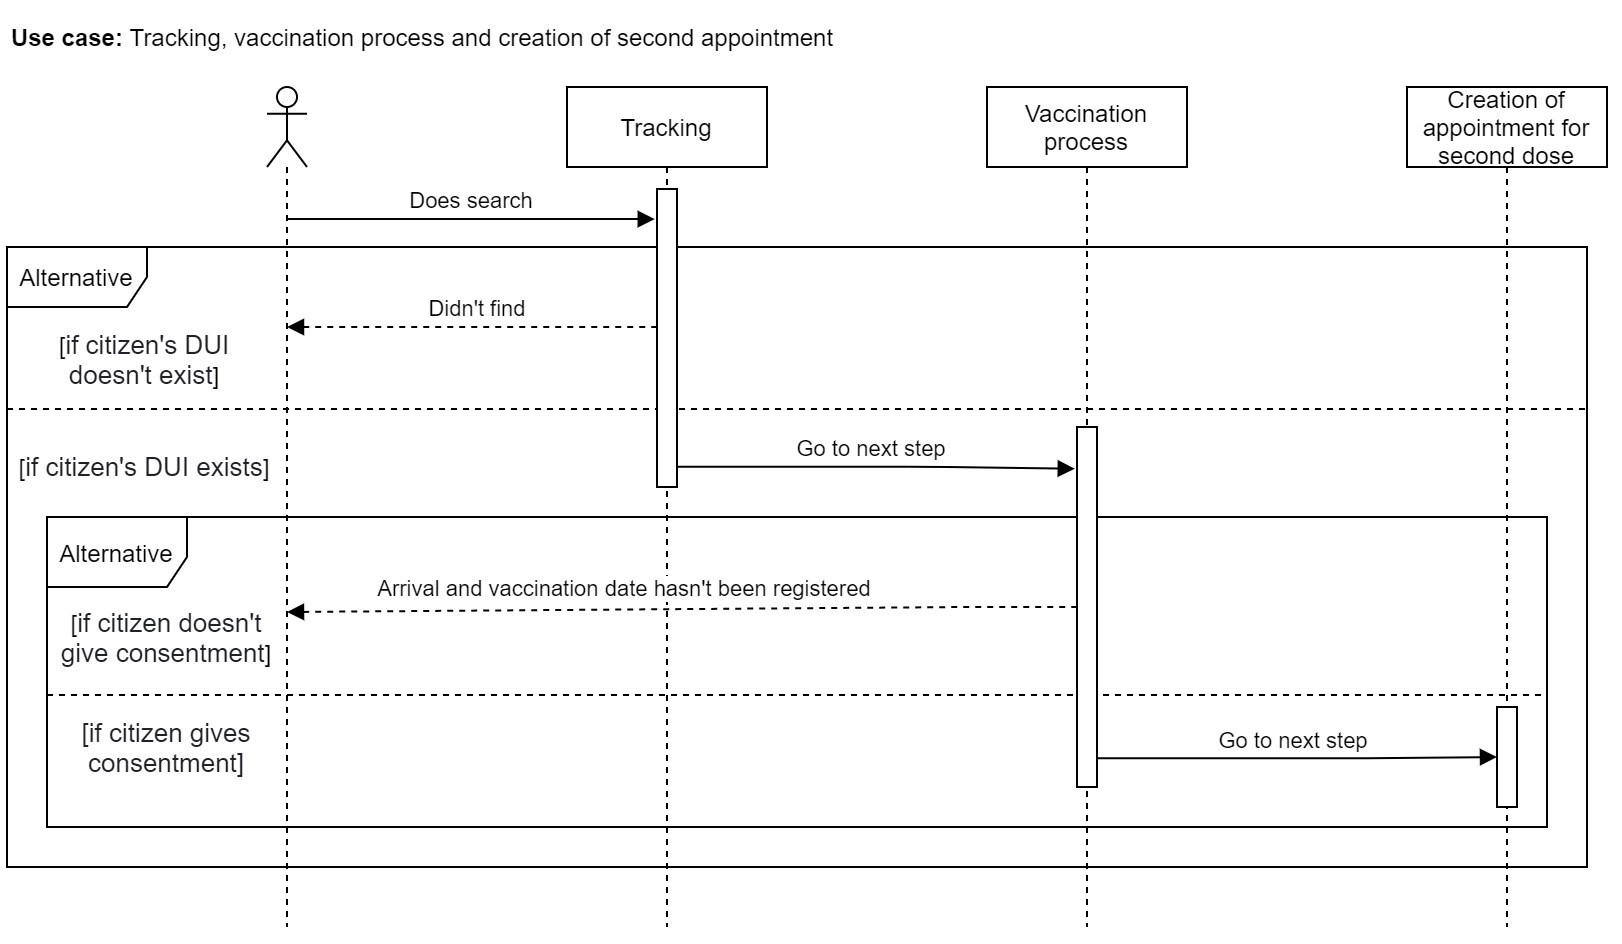 Use case: Tracking, vaccination process and creation of second appointment
Tracking
Vaccination
process
Creation of
appointment for
second dose
Does search
Alternative
Didn't find
[if citizen's DUI
doesn't exist]
Go to next step
[if citizen's DUI exists]
Alternative
Arrival and vaccination date hasn't been registered
[if citizen doesn't
give consentment]
[if citizen gives
consentment]
Go to next step